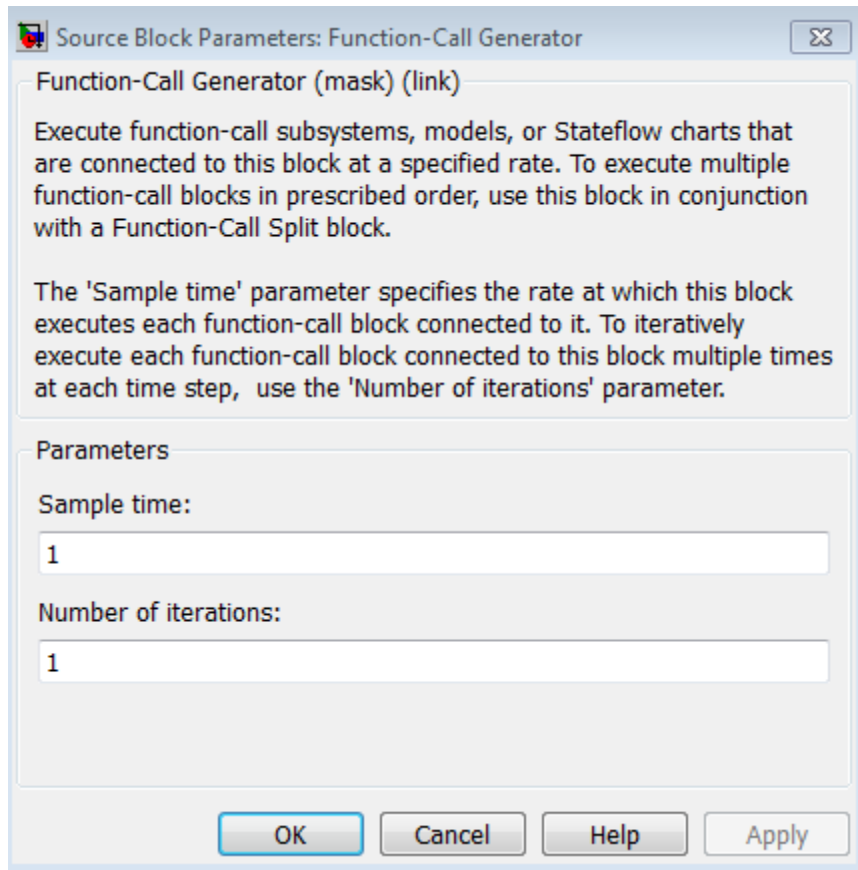 Source Block Parameters: Function-Call Generator
Function-Call Generator (mask) (link)
Execute function-call subsystems, models, or Stateflow charts that
are connected to this block at a specified rate. To execute multiple
function-call blocks in prescribed order, use this block in conjunction
with a Function-Call Split block.
The 'Sample time' parameter specifies the rate at which this block
executes each function-call block connected to it. To iteratively
execute each function-call block connected to this block multiple times
at each time step,  use the 'Number of iterations' parameter.
Parameters
Sample time:
1
Number of iterations:
1
OK Cancel Help Apply